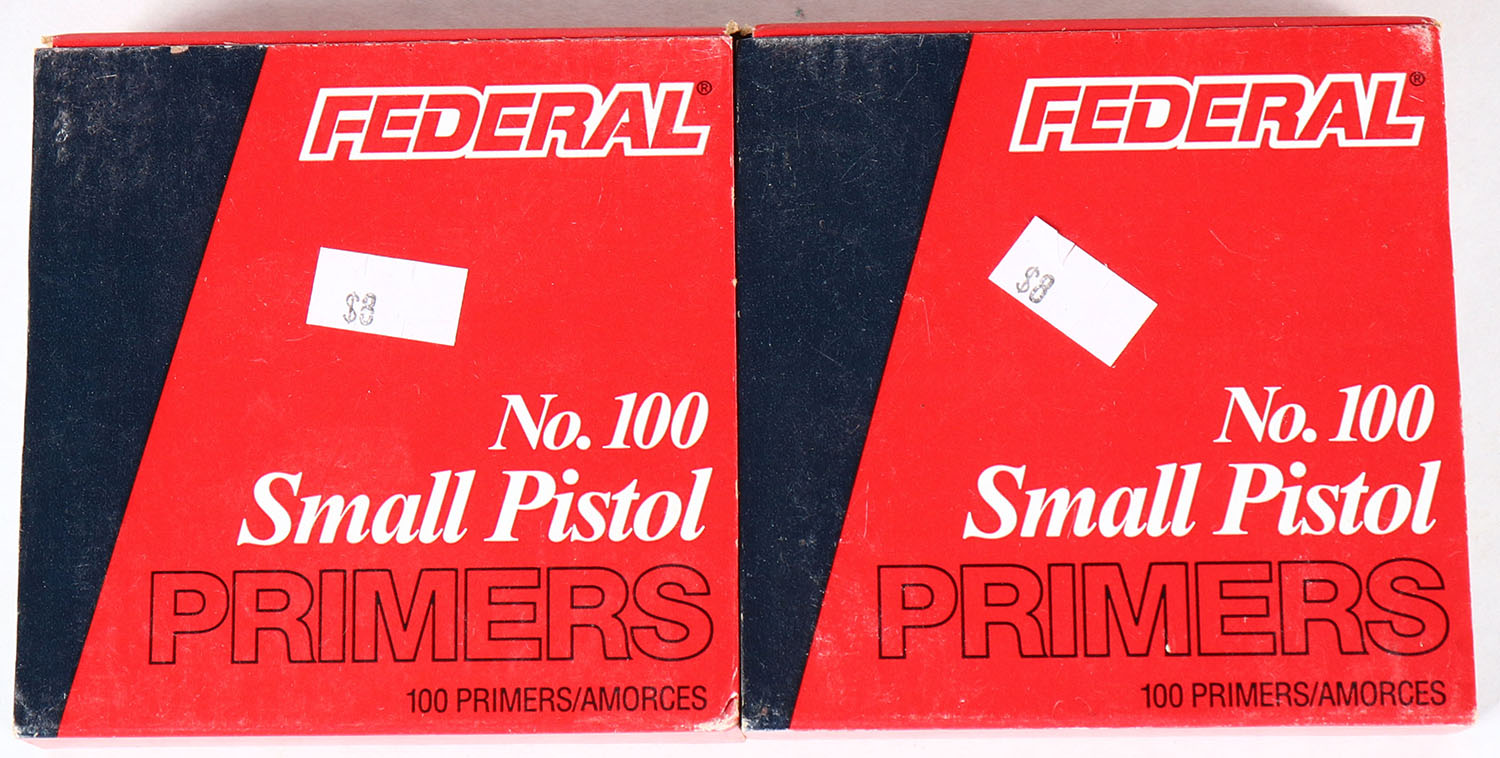 FEDERAL®
$8
No. 100
Small Pistol
PRIMERS
100 PRIMERS/AMORCES
FEDERAL®
$8
No. 100
Small Pistol
PRIMERS
100 PRIMERS/AMORCES